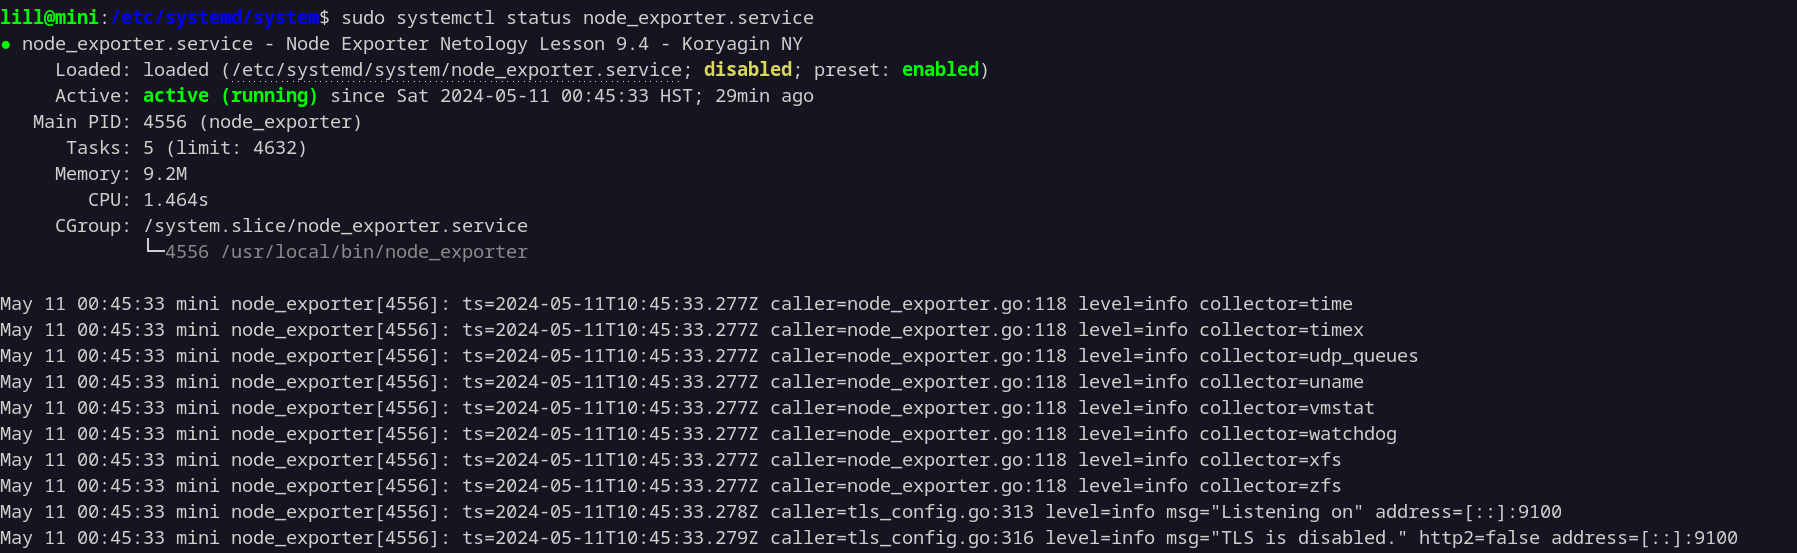 lill@mini:/etc/systemd/system$ sudo systemctl status node_exporter.service
● node_exporter.service - Node Exporter Netology Lesson 9.4 - Koryagin NY
     Loaded: loaded (/etc/systemd/system/node_exporter.service; disabled; preset: enabled)
     Active: active (running) since Sat 2024-05-11 00:45:33 HST; 29min ago
   Main PID: 4556 (node_exporter)
      Tasks: 5 (limit: 4632)
     Memory: 9.2M
        CPU: 1.464s
     CGroup: /system.slice/node_exporter.service
             └─4556 /usr/local/bin/node_exporter

May 11 00:45:33 mini node_exporter[4556]: ts=2024-05-11T10:45:33.277Z caller=node_exporter.go:118 level=info collector=time
May 11 00:45:33 mini node_exporter[4556]: ts=2024-05-11T10:45:33.277Z caller=node_exporter.go:118 level=info collector=timex
May 11 00:45:33 mini node_exporter[4556]: ts=2024-05-11T10:45:33.277Z caller=node_exporter.go:118 level=info collector=udp_queues
May 11 00:45:33 mini node_exporter[4556]: ts=2024-05-11T10:45:33.277Z caller=node_exporter.go:118 level=info collector=uname
May 11 00:45:33 mini node_exporter[4556]: ts=2024-05-11T10:45:33.277Z caller=node_exporter.go:118 level=info collector=vmstat
May 11 00:45:33 mini node_exporter[4556]: ts=2024-05-11T10:45:33.277Z caller=node_exporter.go:118 level=info collector=watchdog
May 11 00:45:33 mini node_exporter[4556]: ts=2024-05-11T10:45:33.277Z caller=node_exporter.go:118 level=info collector=xfs
May 11 00:45:33 mini node_exporter[4556]: ts=2024-05-11T10:45:33.277Z caller=node_exporter.go:118 level=info collector=zfs
May 11 00:45:33 mini node_exporter[4556]: ts=2024-05-11T10:45:33.278Z caller=tls_config.go:313 level=info msg="Listening on" address=[::]:9100
May 11 00:45:33 mini node_exporter[4556]: ts=2024-05-11T10:45:33.279Z caller=tls_config.go:316 level=info msg="TLS is disabled." http2=false address=[::]:9100